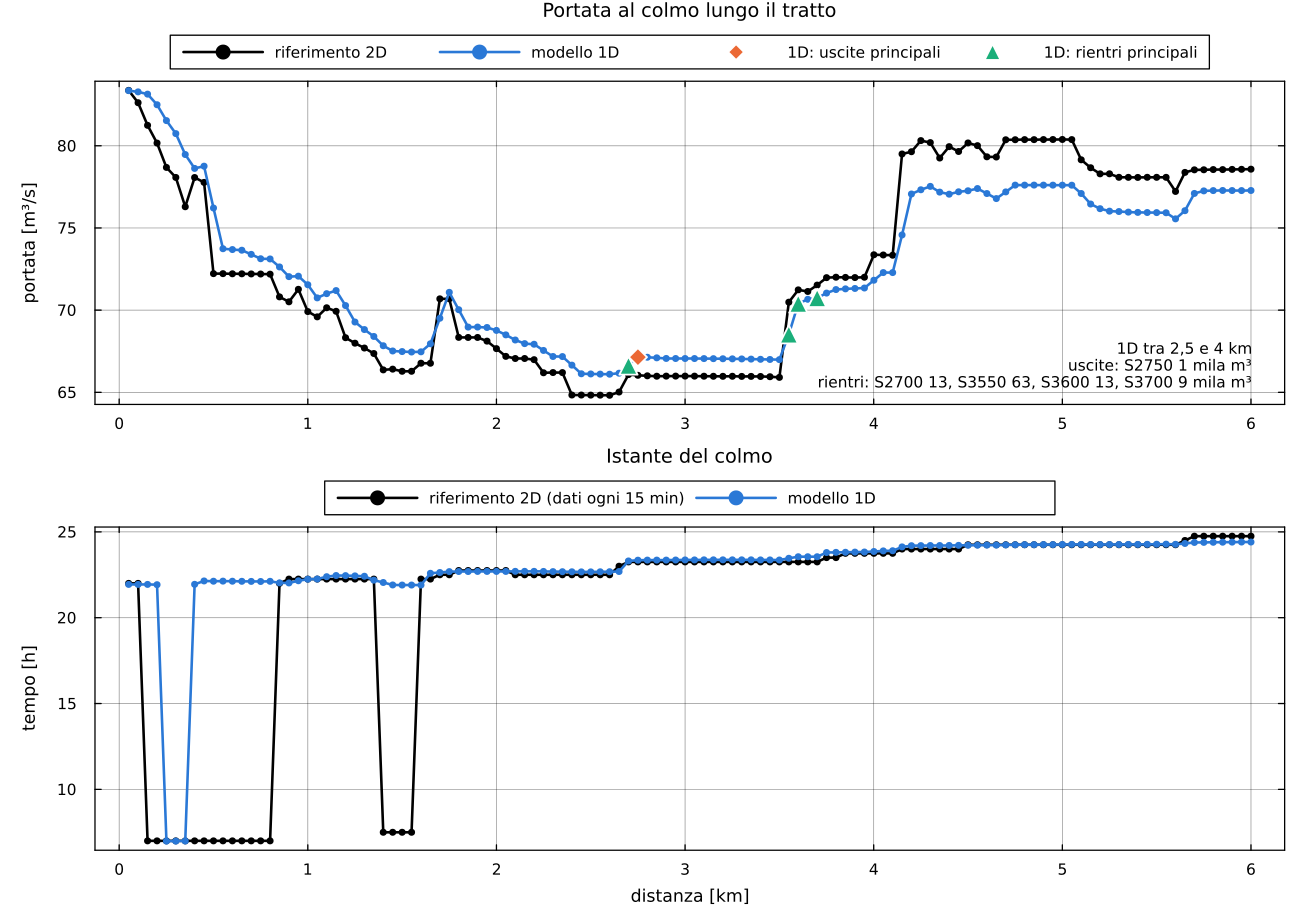 Portata al colmo lungo il tratto
riferimento 2D modello 1D 1D: uscite principali 1D: rientri principali
portata [m³/s]
80
75
70
65
1D tra 2,5 e 4 km
uscite: S2750 1 mila m³
rientri: S2700 13, S3550 63, S3600 13, S3700 9 mila m³
0 1 2 3 4 5 6
Istante del colmo
riferimento 2D (dati ogni 15 min) modello 1D
tempo [h]
25
20
15
10
0 1 2 3 4 5 6
distanza [km]